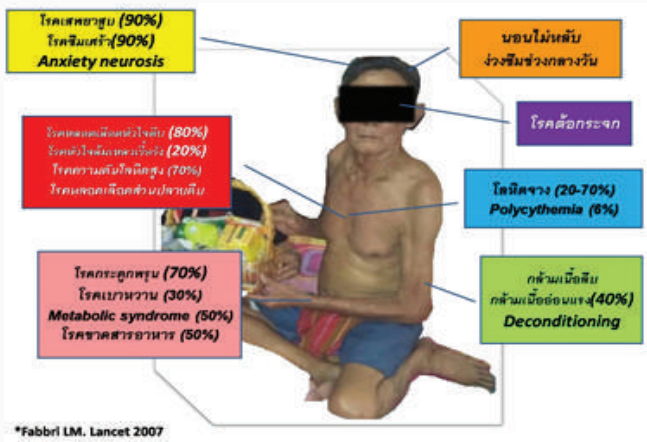 โรคเสพยาสูบ (90%)
โรคซึมเศร้า(90%)
Anxiety neurosis
นอนไม่หลับ
ง่วงซึมช่วงกลางวัน
โรคต้อกระจก
โรคหลอดเลือดหัวใจตีบ (80%)
โรคหัวใจล้มเหลวเรื้อรัง (20%)
โรคความดันโลหิตสูง (70%)
โรคหลอดเลือดส่วนปลายตีบ
โลหิตจาง (20-70%)
Polycythemia (6%)
โรคกระดูกพรุน (70%)
โรคเบาหวาน (30%)
Metabolic syndrome (50%)
โรคขาดสารอาหาร (50%)
กล้ามเนื้อลีบ
กล้ามเนื้ออ่อนแรง(40%)
Deconditioning
*Fabbri LM. Lancet 2007